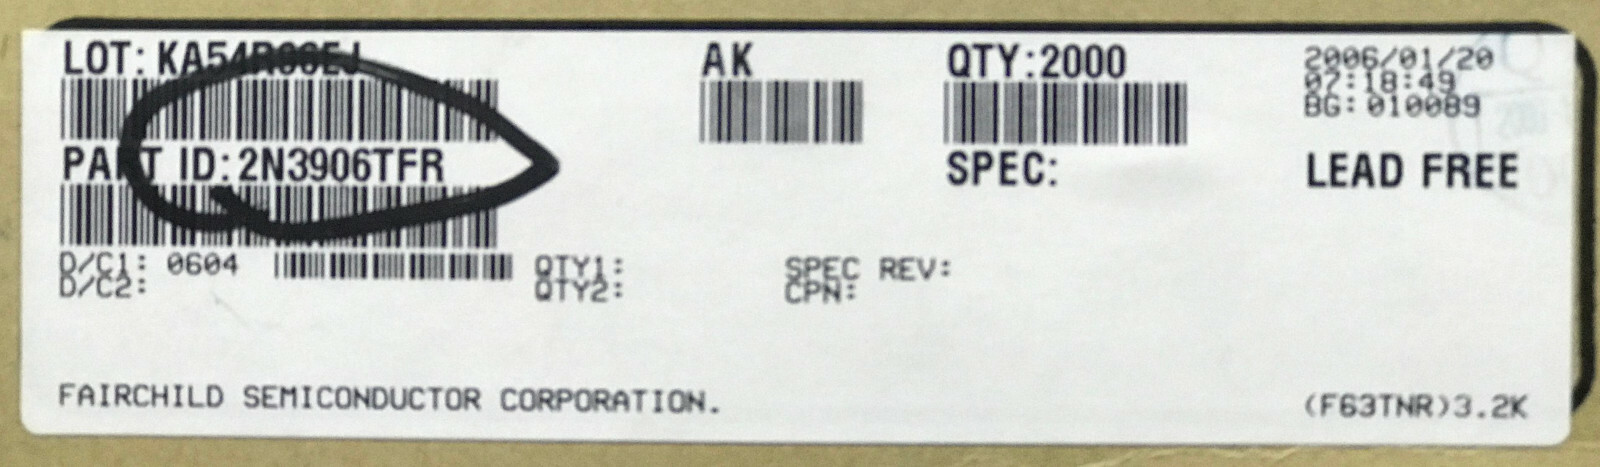 LOT: AK QTY:2000 2006/01/20
07:18:49
BG: 010089
PART ID: 2N3906TFR SPEC: LEAD FREE
D/C1: 0604 QTY1: SPEC REV:
D/C2: QTY2: CPN:
FAIRCHILD SEMICONDUCTOR CORPORATION. (F63TNR)3.2K